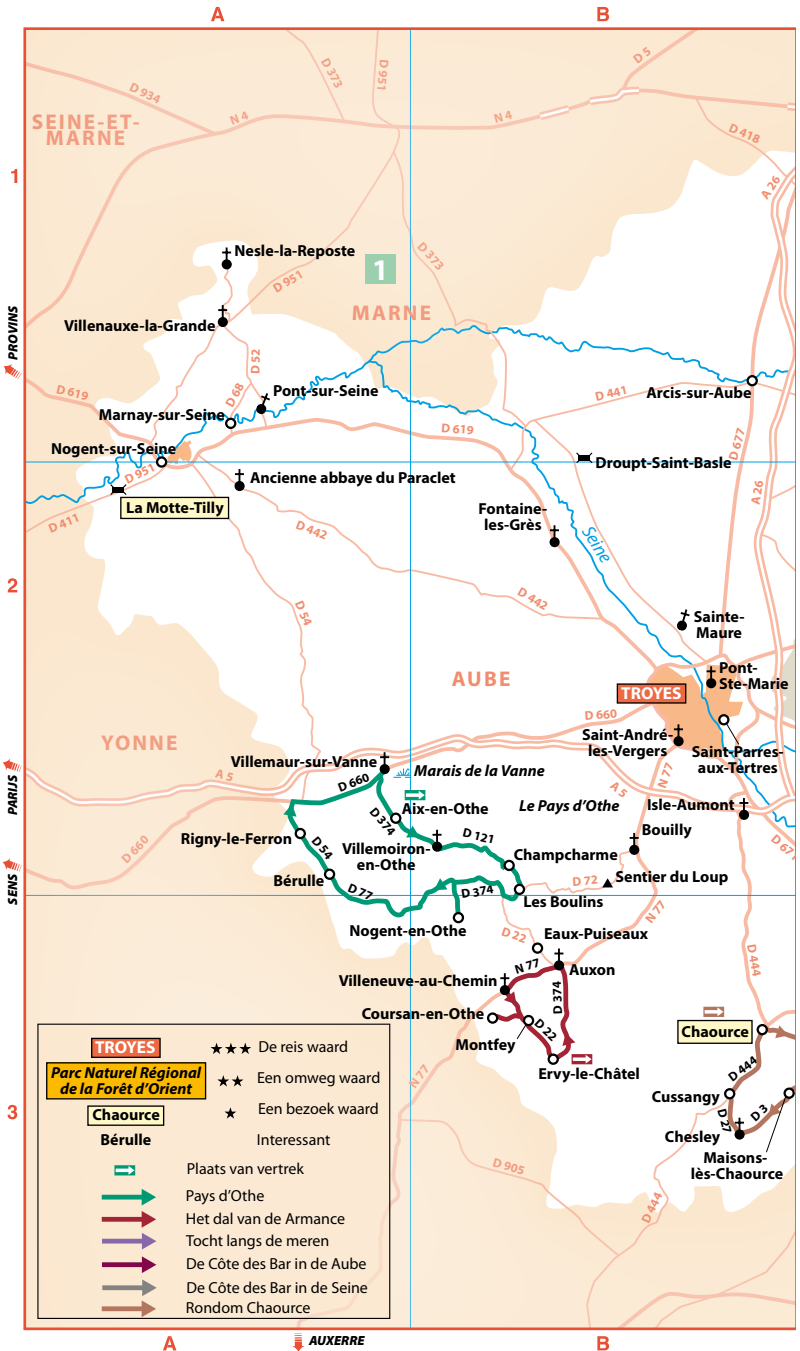 A
B
D 373
D 951
D 5
D 934
SEINE-ET-
MARNE
N 4
N 4
D 418
1
A 26
Nesle-la-Reposte
1
D 951
D 373
MARNE
Villenauxe-la-Grande
PROVINS
D 52
D 619
D 68
Pont-sur-Seine
D 441
Arcis-sur-Aube
Marnay-sur-Seine
D 619
D 677
Nogent-sur-Seine
D 951
Droupt-Saint-Basle
Ancienne abbaye du Paraclet
A 26
La Motte-Tilly
D 411
Fontaine-
les-Grès
D 442
Seine
2
D 442
D 54
Sainte-
Maure
AUBE
Pont-
Ste-Marie
TROYES
D 660
YONNE
Saint-André-
les-Vergers
Saint-Parres-
aux-Tertres
Villemaur-sur-Vanne
Marais de la Vanne
N 77
PARIJS
A 5
D 660
A 5
Aix-en-Othe
Le Pays d'Othe
Isle-Aumont
D 374
D 121
Bouilly
Rigny-le-Ferron
Villemoiron-
en-Othe
D 671
D 660
D 54
Champcharme
SENS
Bérulle
D 72
Sentier du Loup
D 77
D 374
Les Boulins
N 77
Nogent-en-Othe
D 22
Eaux-Puiseaux
D 444
N 77
Auxon
Villeneuve-au-Chemin
D 374
Coursan-en-Othe
D 22
Chaource
Montfey
Ervy-le-Châtel
D 444
N 77
Cussangy
3
D 27
D 3
Chesley
D 905
Maisons-
lès-Chaource
D 444
TROYES
★★★ De reis waard
Parc Naturel Régional
de la Forêt d'Orient
★★ Een omweg waard
Chaource
★ Een bezoek waard
Bérulle
Interessant
Plaats van vertrek
Pays d'Othe
Het dal van de Armance
Tocht langs de meren
De Côte des Bar in de Aube
De Côte des Bar in de Seine
Rondom Chaource
A
AUXERRE
B